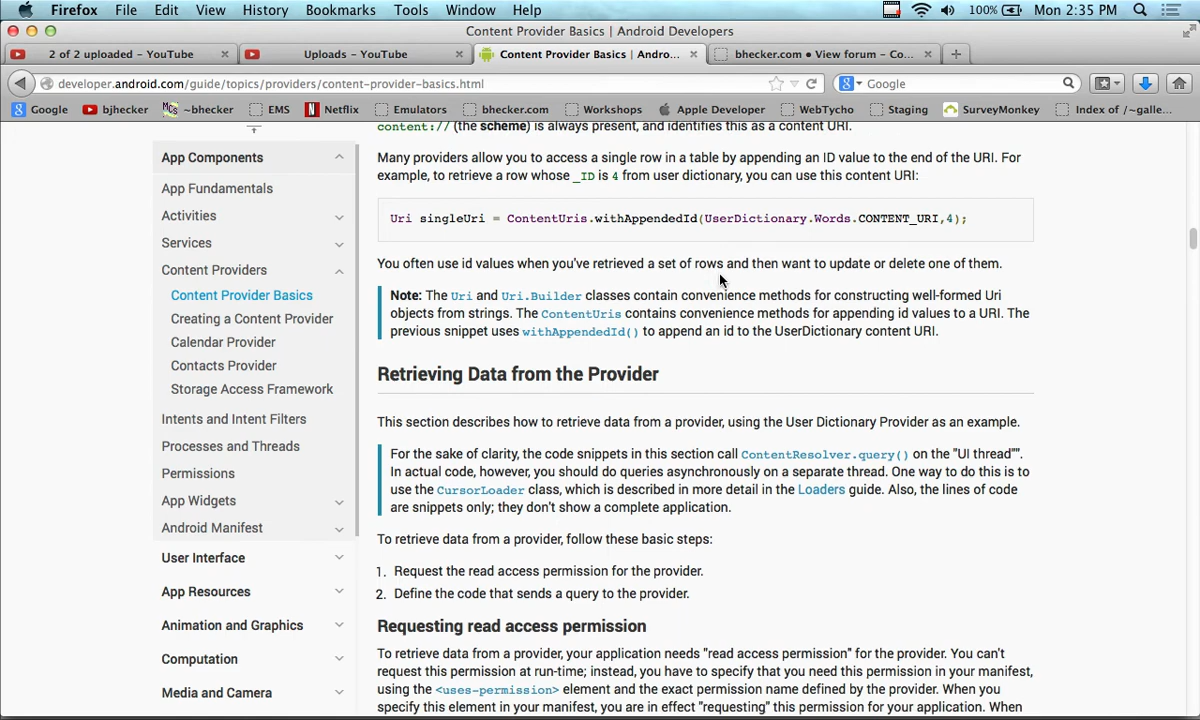 Firefox File Edit View History Bookmarks Tools Window Help 100% Mon 2:35 PM
Content Provider Basics | Android Developers
2 of 2 uploaded - YouTube Uploads - YouTube Content Provider Basics | Andro... bhecker.com • View forum - Co...
developer.android.com/guide/topics/providers/content-provider-basics.html Google
Google bjhecker ~bhecker EMS Netflix Emulators bhecker.com Workshops Apple Developer WebTycho Staging SurveyMonkey Index of /~galle...
content:// (the scheme) is always present, and identifies this as a content URI.
App Components
App Fundamentals
Activities
Services
Content Providers
Content Provider Basics
Creating a Content Provider
Calendar Provider
Contacts Provider
Storage Access Framework
Intents and Intent Filters
Processes and Threads
Permissions
App Widgets
Android Manifest
User Interface
App Resources
Animation and Graphics
Computation
Media and Camera
Many providers allow you to access a single row in a table by appending an ID value to the end of the URI. For
example, to retrieve a row whose _ID is 4 from user dictionary, you can use this content URI:
Uri singleUri = ContentUris.withAppendedId(UserDictionary.Words.CONTENT_URI,4);
You often use id values when you've retrieved a set of rows and then want to update or delete one of them.
Note: The Uri and Uri.Builder classes contain convenience methods for constructing well-formed Uri
objects from strings. The ContentUris contains convenience methods for appending id values to a URI. The
previous snippet uses withAppendedId() to append an id to the UserDictionary content URI.
Retrieving Data from the Provider
This section describes how to retrieve data from a provider, using the User Dictionary Provider as an example.
For the sake of clarity, the code snippets in this section call ContentResolver.query() on the "UI thread"".
In actual code, however, you should do queries asynchronously on a separate thread. One way to do this is to
use the CursorLoader class, which is described in more detail in the Loaders guide. Also, the lines of code
are snippets only; they don't show a complete application.
To retrieve data from a provider, follow these basic steps:
1. Request the read access permission for the provider.
2. Define the code that sends a query to the provider.
Requesting read access permission
To retrieve data from a provider, your application needs "read access permission" for the provider. You can't
request this permission at run-time; instead, you have to specify that you need this permission in your manifest,
using the <uses-permission> element and the exact permission name defined by the provider. When you
specify this element in your manifest, you are in effect "requesting" this permission for your application. When